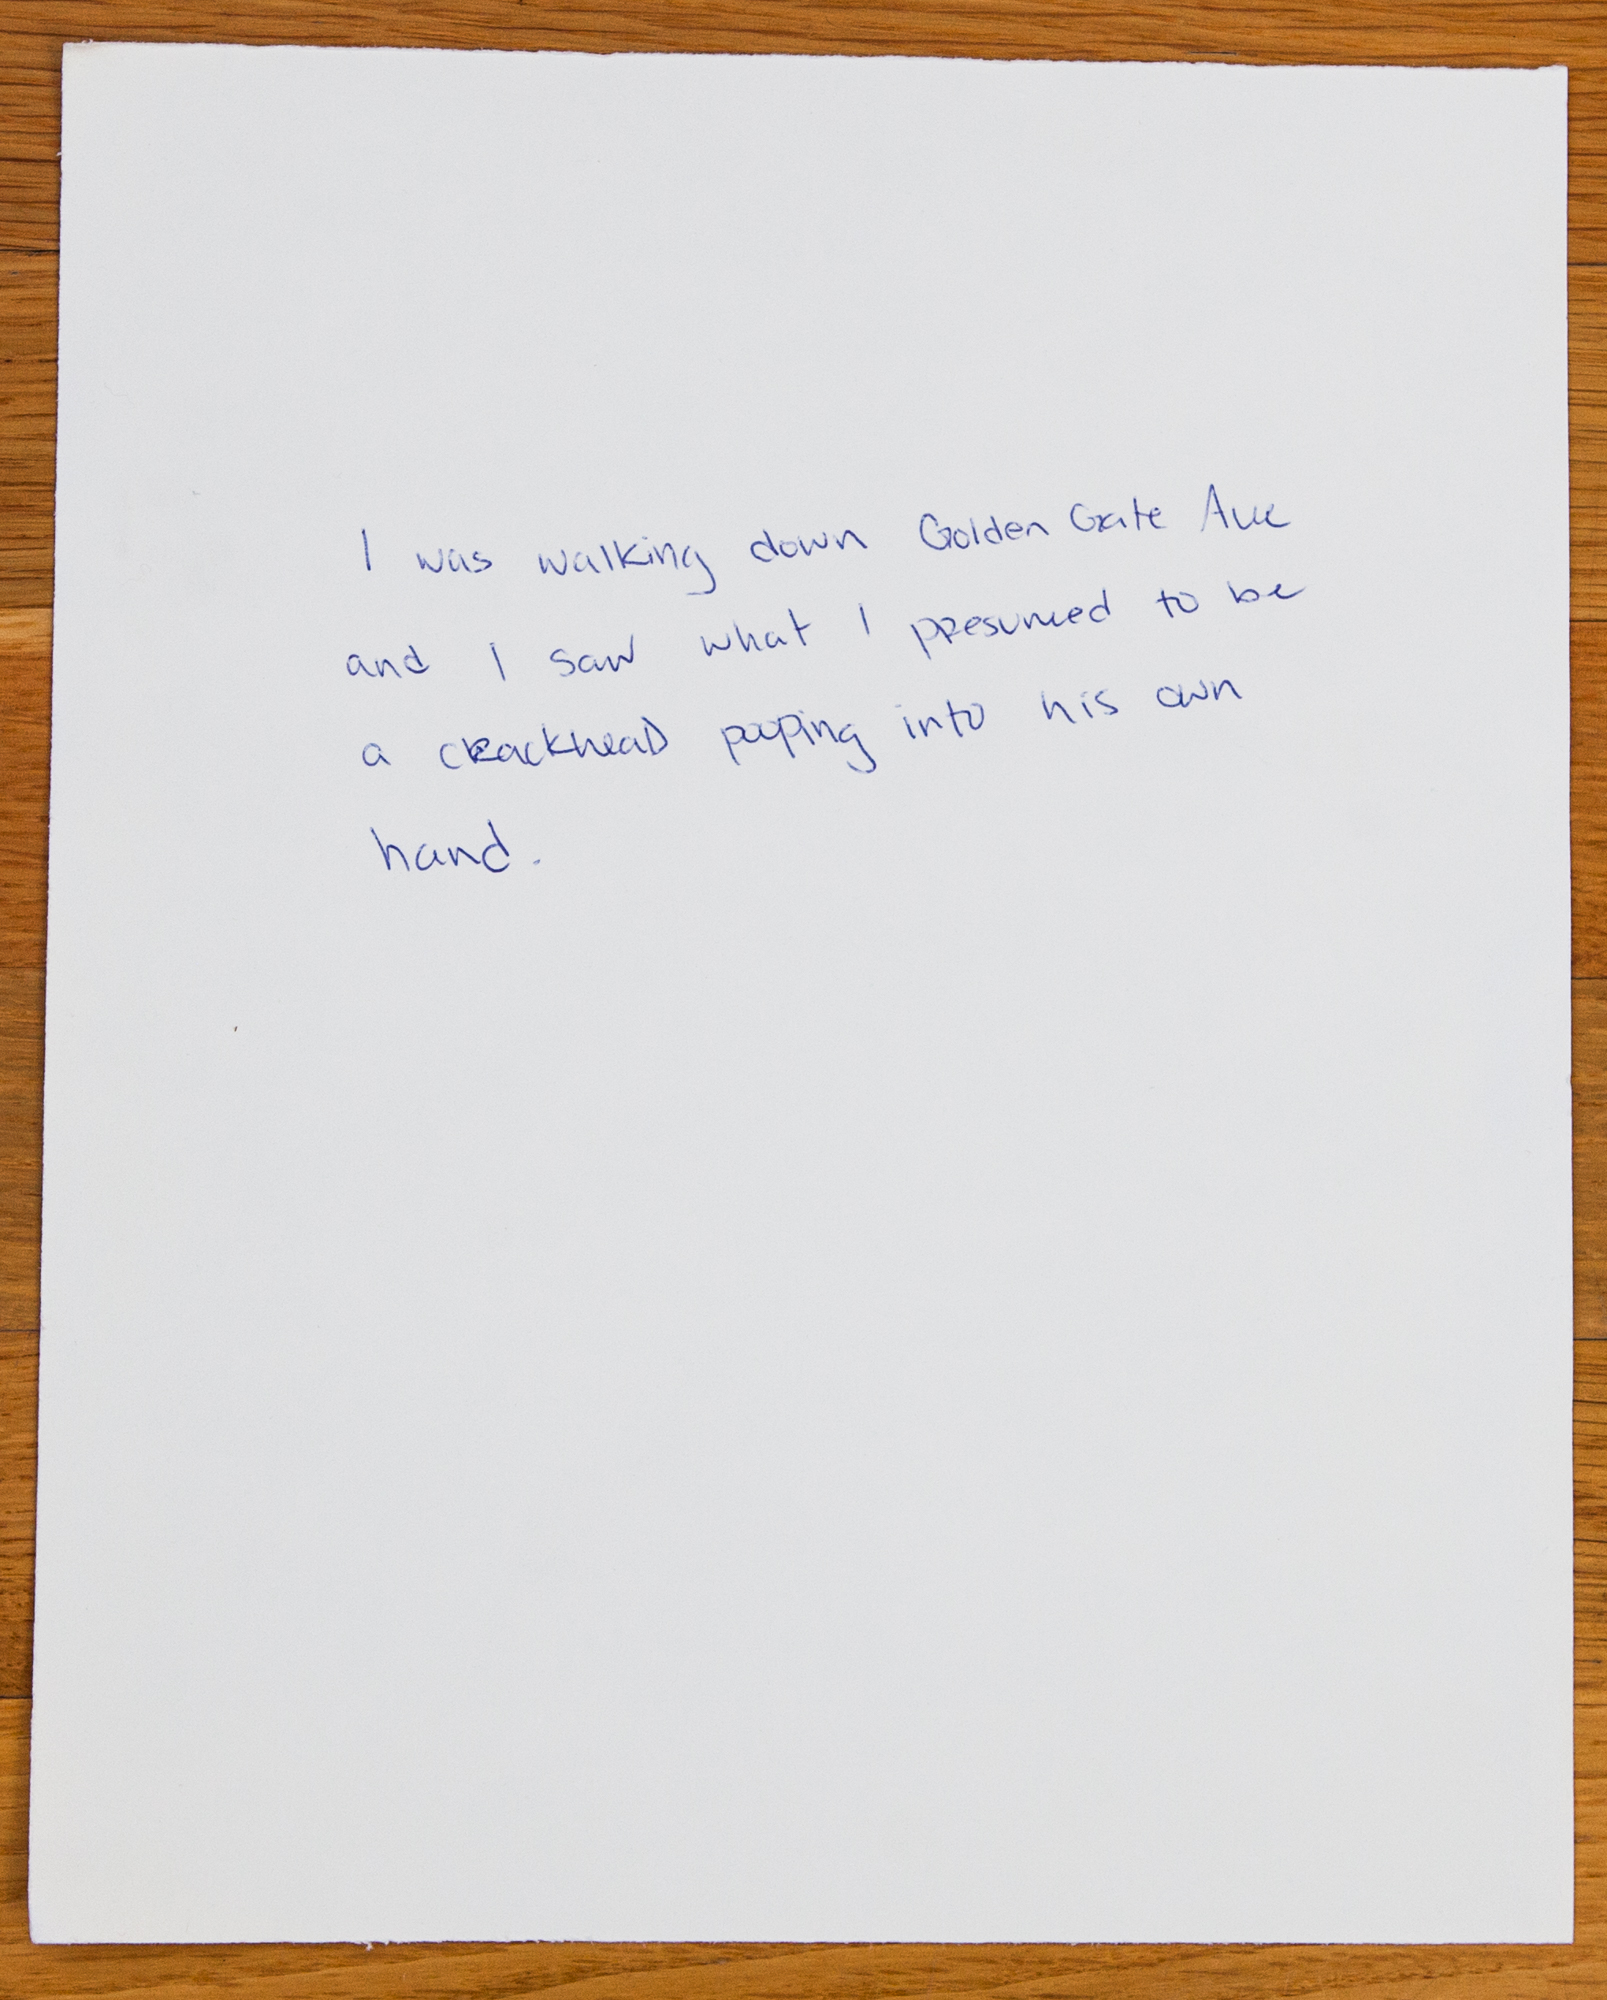 I was walking down Golden Gate Ave
and I saw what I presumed to be
a crackhead pooping into his own
hand.